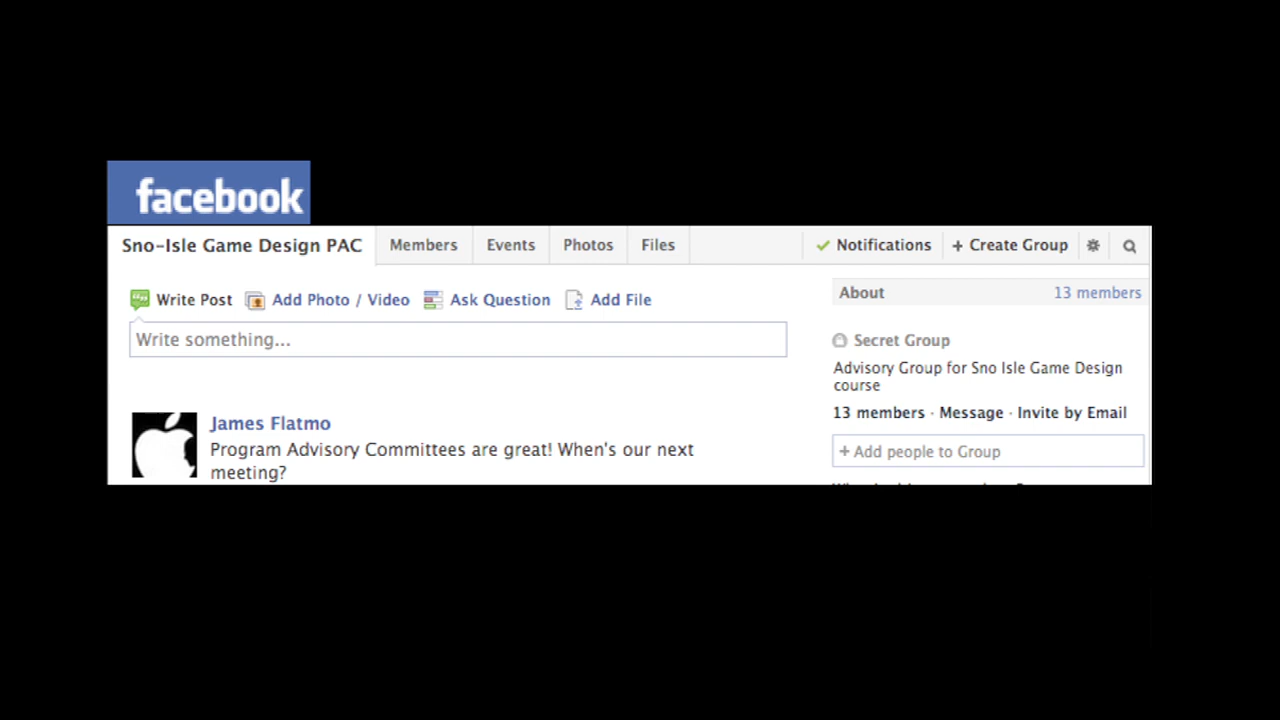 facebook
Sno-Isle Game Design PAC Members Events Photos Files Notifications + Create Group
Write Post Add Photo / Video Ask Question Add File
Write something...
James Flatmo
Program Advisory Committees are great! When's our next
meeting?
About 13 members
Secret Group
Advisory Group for Sno Isle Game Design
course
13 members · Message · Invite by Email
+ Add people to Group